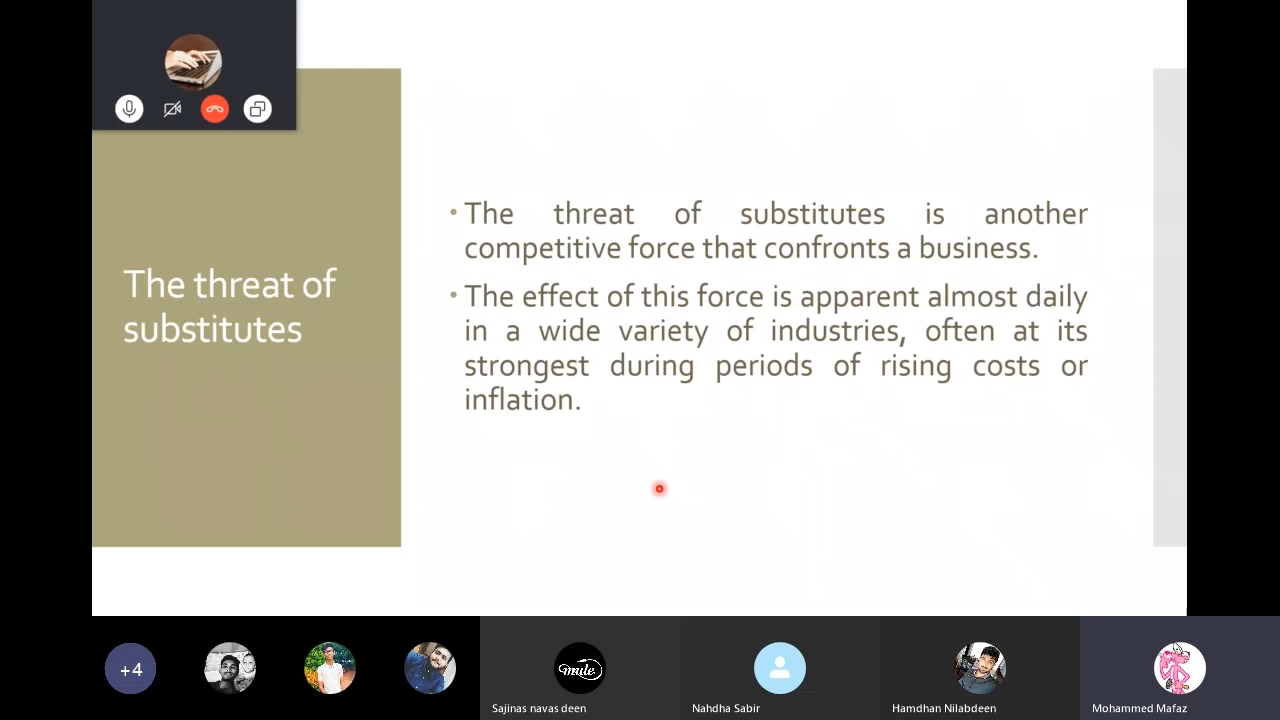 The threat of
substitutes
• The threat of substitutes is another
competitive force that confronts a business.
• The effect of this force is apparent almost daily
in a wide variety of industries, often at its
strongest during periods of rising costs or
inflation.
+4
mute
Sajinas navas deen
Nahdha Sabir
Hamdhan Nilabdeen
Mohammed Mafaz